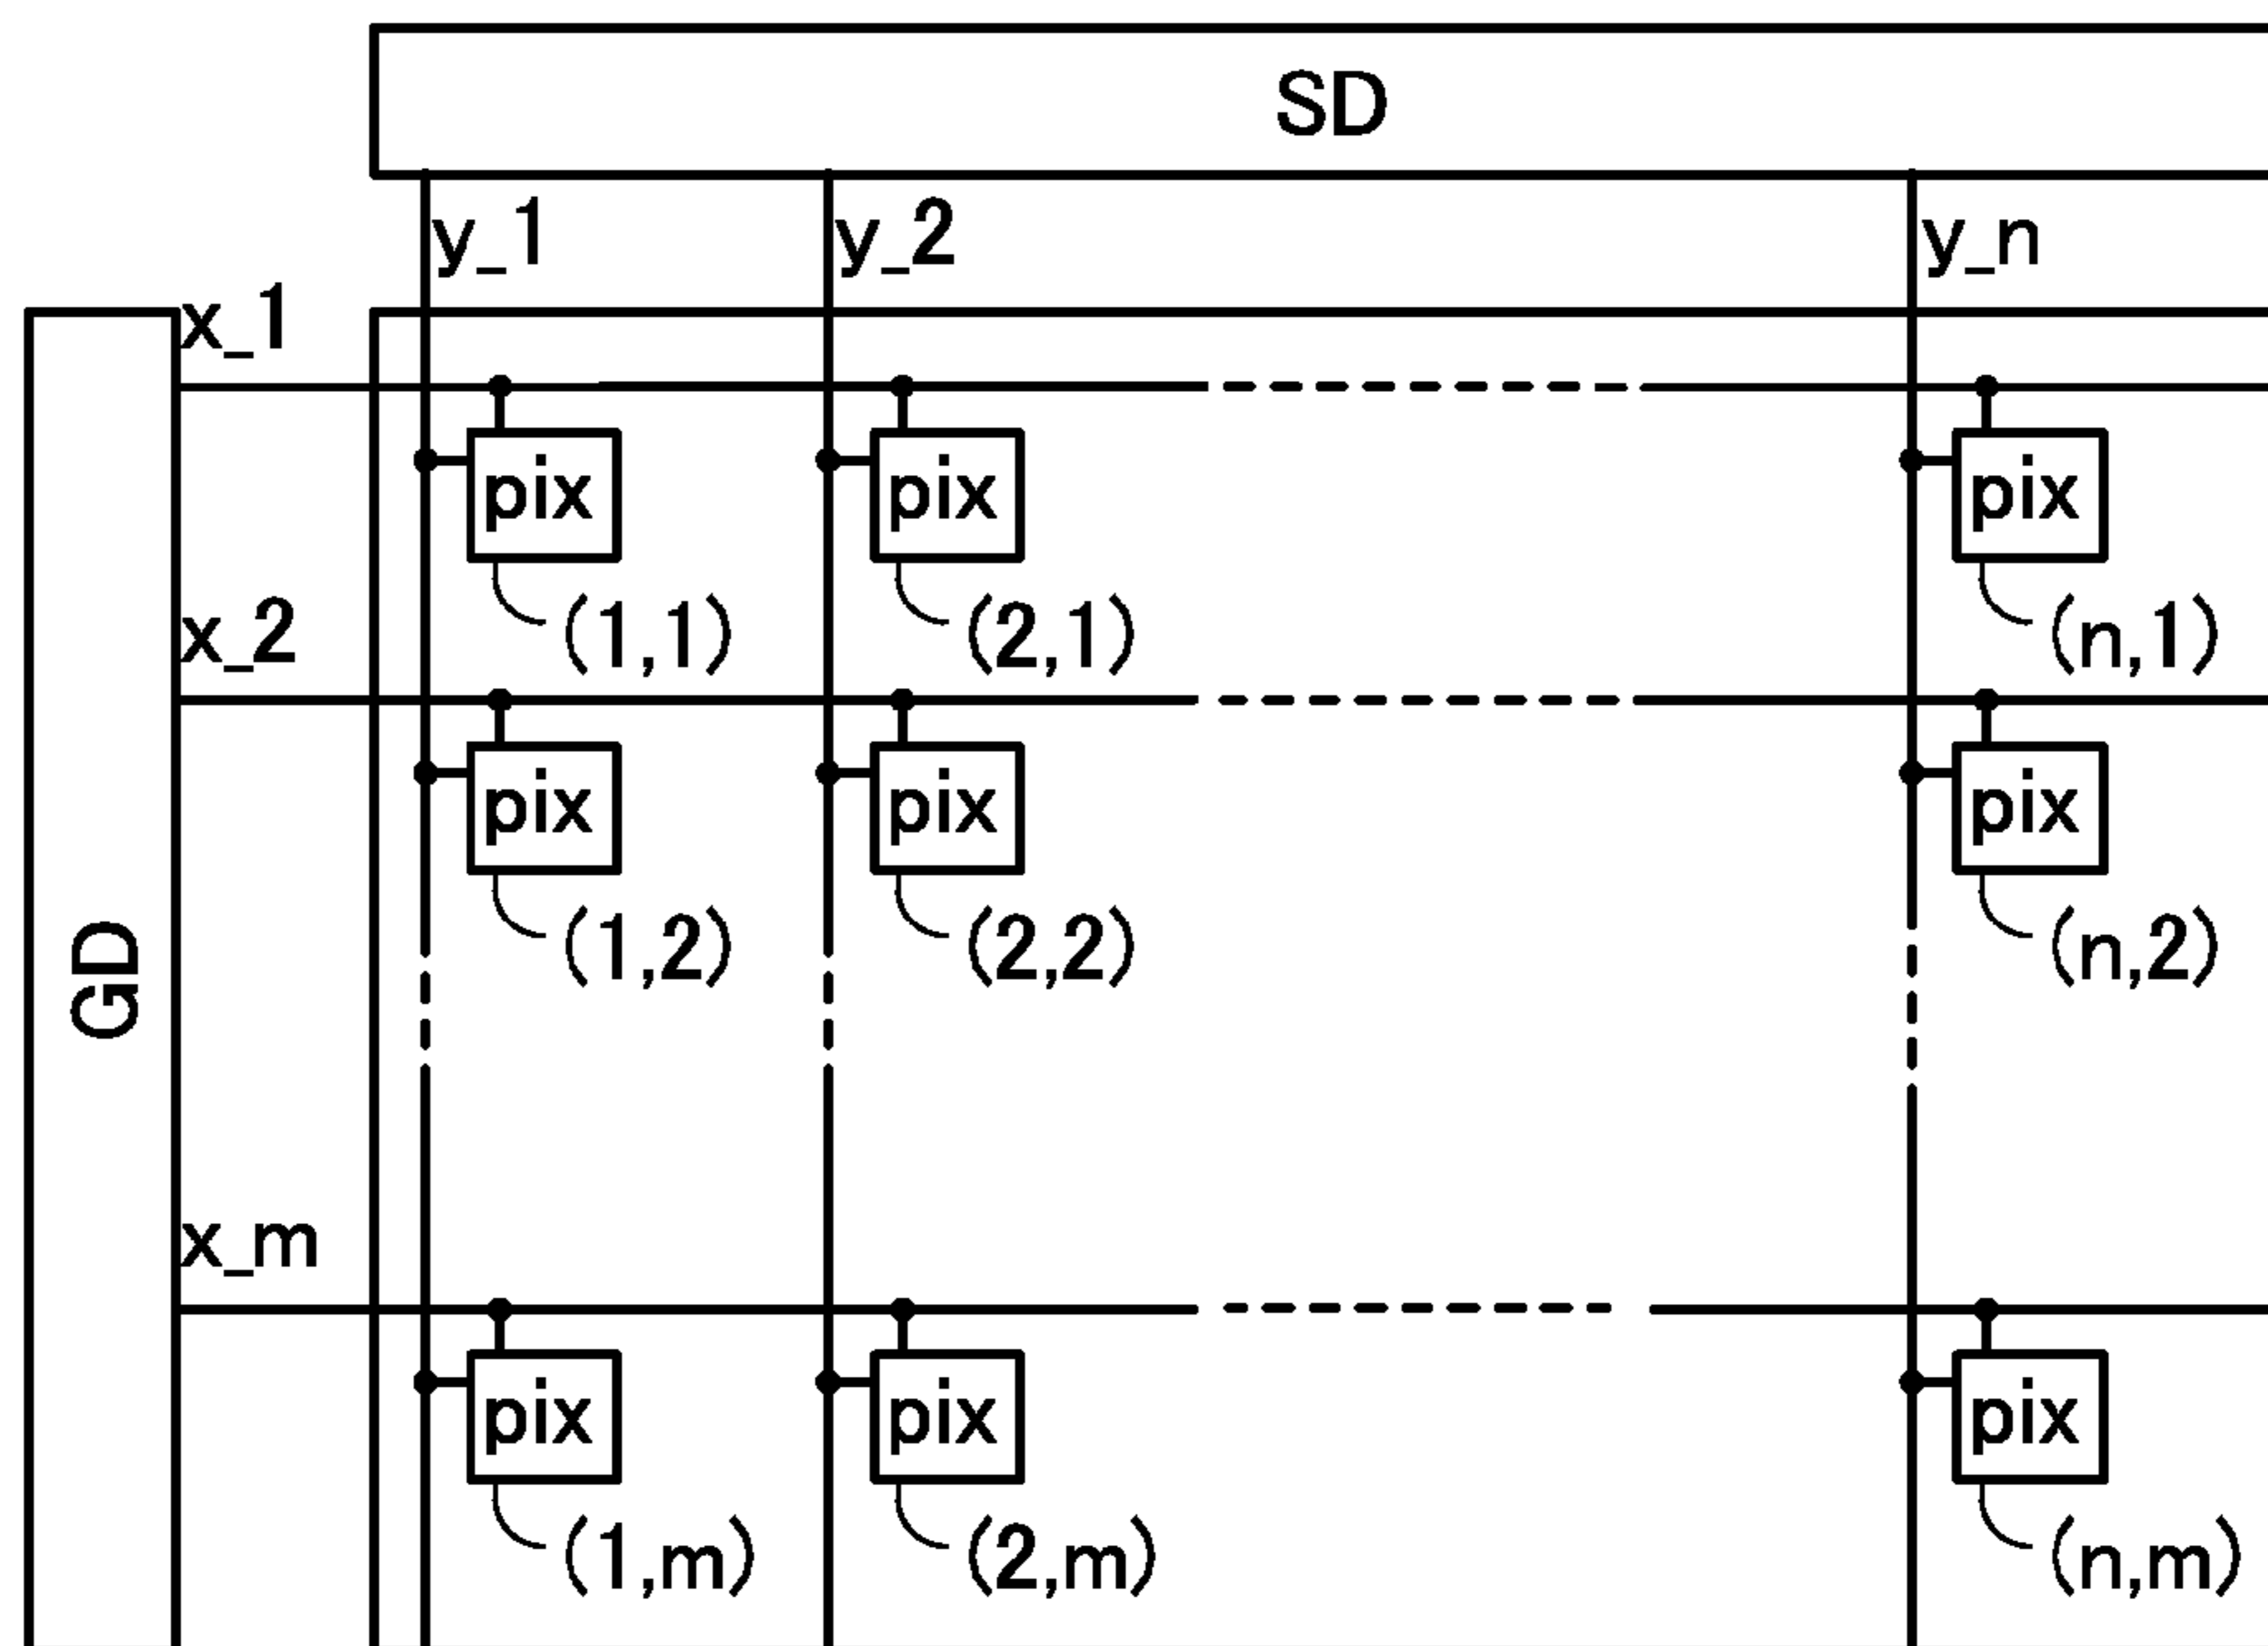 SD
y_1 y_2 y_n
x_1
pix pix pix
(1,1) (2,1) (n,1)
x_2
pix pix pix
(1,2) (2,2) (n,2)
GD
x_m
pix pix pix
(1,m) (2,m) (n,m)